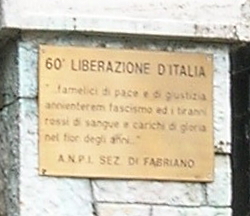 60° LIBERAZIONE D'ITALIA
"...famelici di pace e di giustizia
annienterem fascismo ed i tiranni
rossi di sangue e carichi di gloria
nel fior degli anni..."
A.N.P.I. SEZ. DI FABRIANO